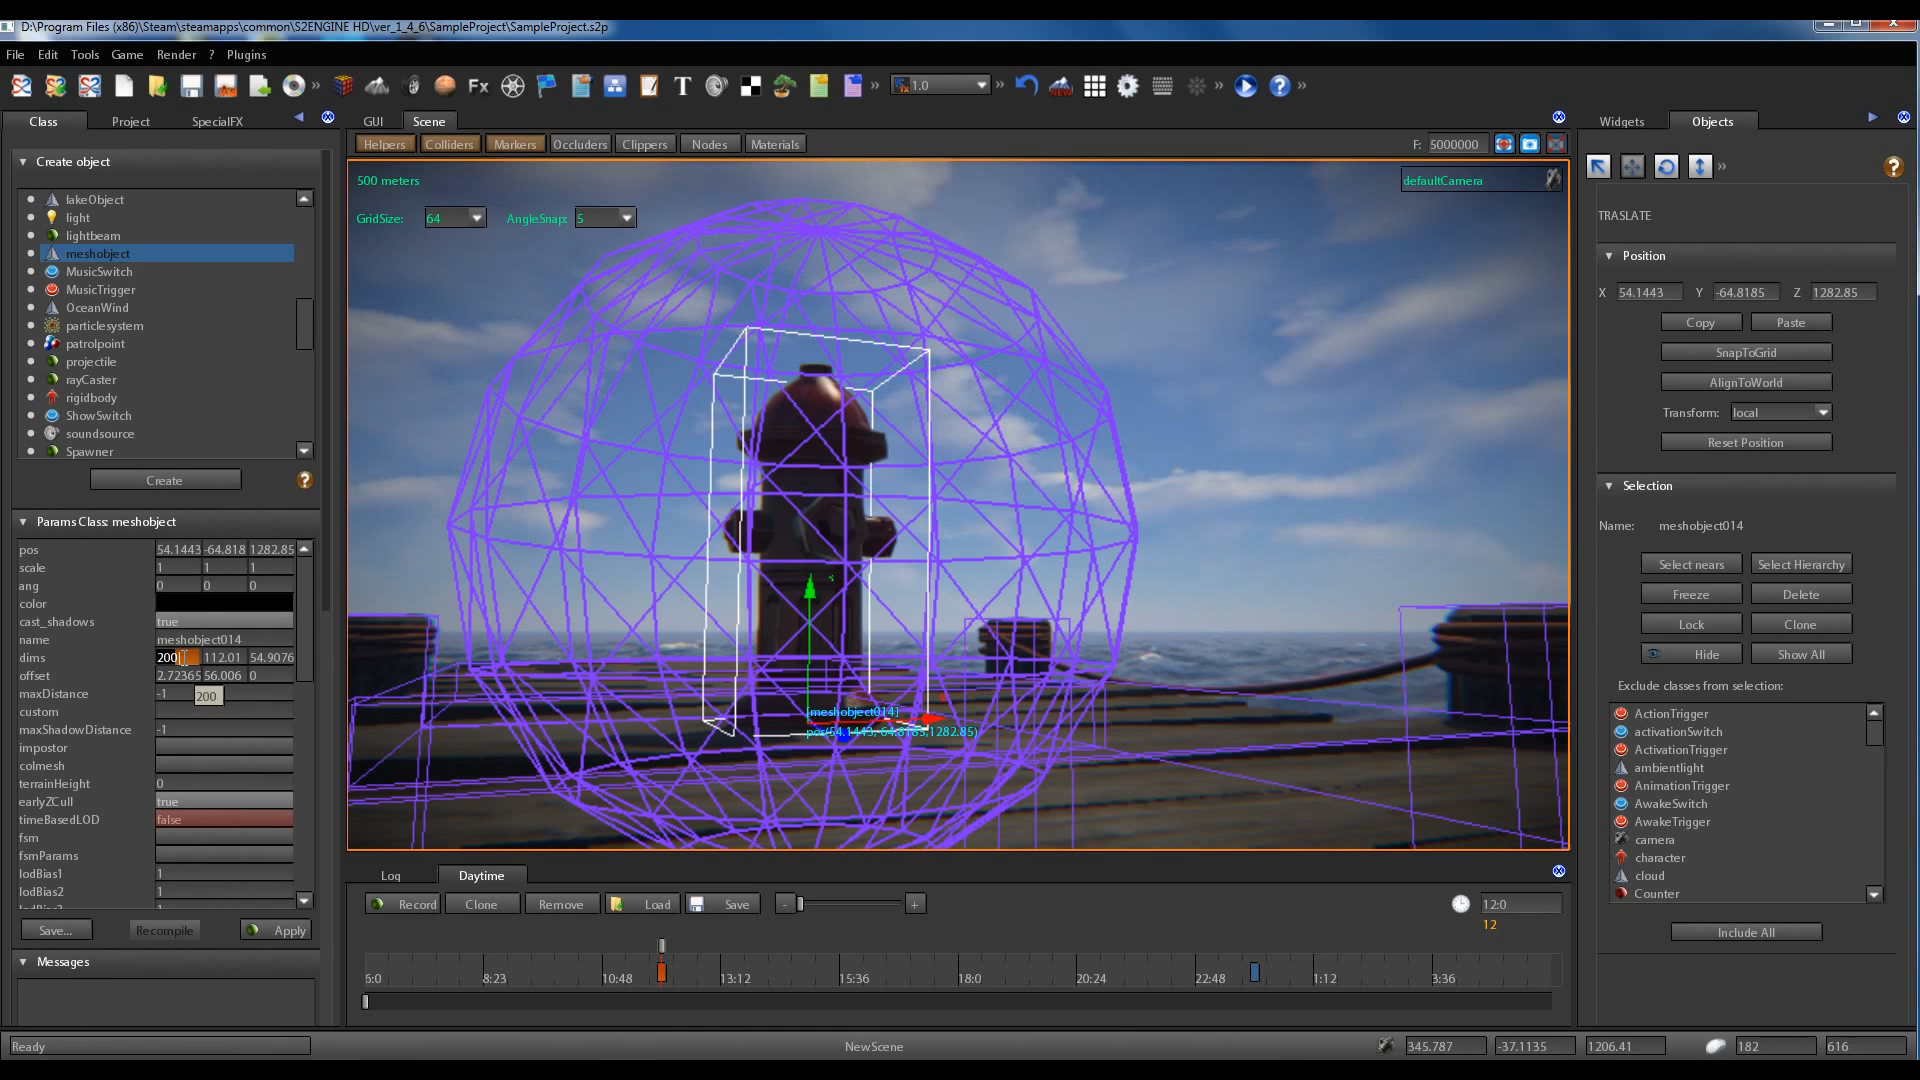 D:\Program Files (x86)\Steam\steamapps\common\S2ENGINE HD\ver_1_4_6\SampleProject\SampleProject.s2p
File Edit Tools Game Render ? Plugins
Fx T 1.0
Class Project SpecialFX
Create object
lakeObject
light
lightbeam
meshobject
MusicSwitch
MusicTrigger
OceanWind
particlesystem
patrolpoint
projectile
rayCaster
rigidbody
ShowSwitch
soundsource
Spawner
Create
Params Class: meshobject
pos 54.1443 -64.818 1282.85
scale 1 1 1
ang 0 0 0
color
cast_shadows true
name meshobject014
dims 200 112.01 54.9076
offset 2.72365 56.006 0
maxDistance -1
200
custom
maxShadowDistance -1
impostor
colmesh
terrainHeight 0
earlyZCull true
timeBasedLOD false
fsm
fsmParams
lodBias1 1
lodBias2 1
Save... Recompile Apply
Messages
GUI Scene
Helpers Colliders Markers Occluders Clippers Nodes Materials F: 5000000
500 meters defaultCamera
GridSize: 64 AngleSnap: 5
[meshobject014]
pos(54.1443,-64.8185,1282.85)
Log Daytime
Record Clone Remove Load Save - + 12:0
12
6:0 8:23 10:48 13:12 15:36 18:0 20:24 22:48 1:12 3:36
Widgets Objects
TRASLATE
Position
X 54.1443 Y -64.8185 Z 1282.85
Copy Paste
SnapToGrid
AlignToWorld
Transform: local
Reset Position
Selection
Name: meshobject014
Select nears Select Hierarchy
Freeze Delete
Lock Clone
Hide Show All
Exclude classes from selection:
ActionTrigger
activationSwitch
ActivationTrigger
ambientlight
AnimationTrigger
AwakeSwitch
AwakeTrigger
camera
character
cloud
Counter
Include All
Ready NewScene 345.787 -37.1135 1206.41 182 616